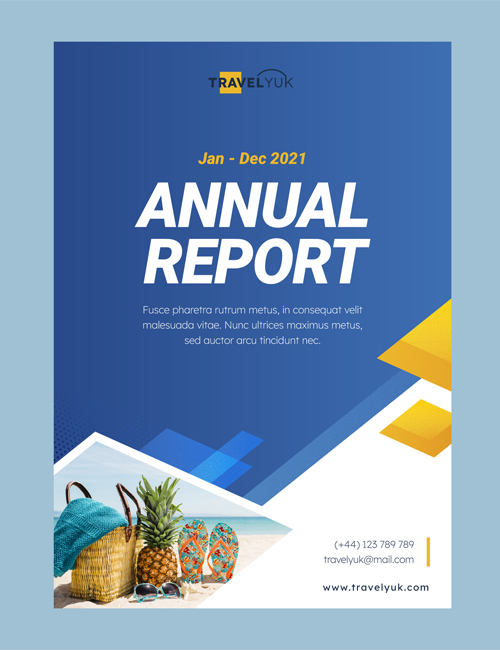 TRAVELYUK
Jan - Dec 2021
ANNUAL
REPORT
Fusce pharetra rutrum metus, in consequat velit
malesuada vitae. Nunc ultrices maximus metus,
sed auctor arcu tincidunt nec.
(+44) 123 789 789
travelyuk@mail.com
www.travelyuk.com